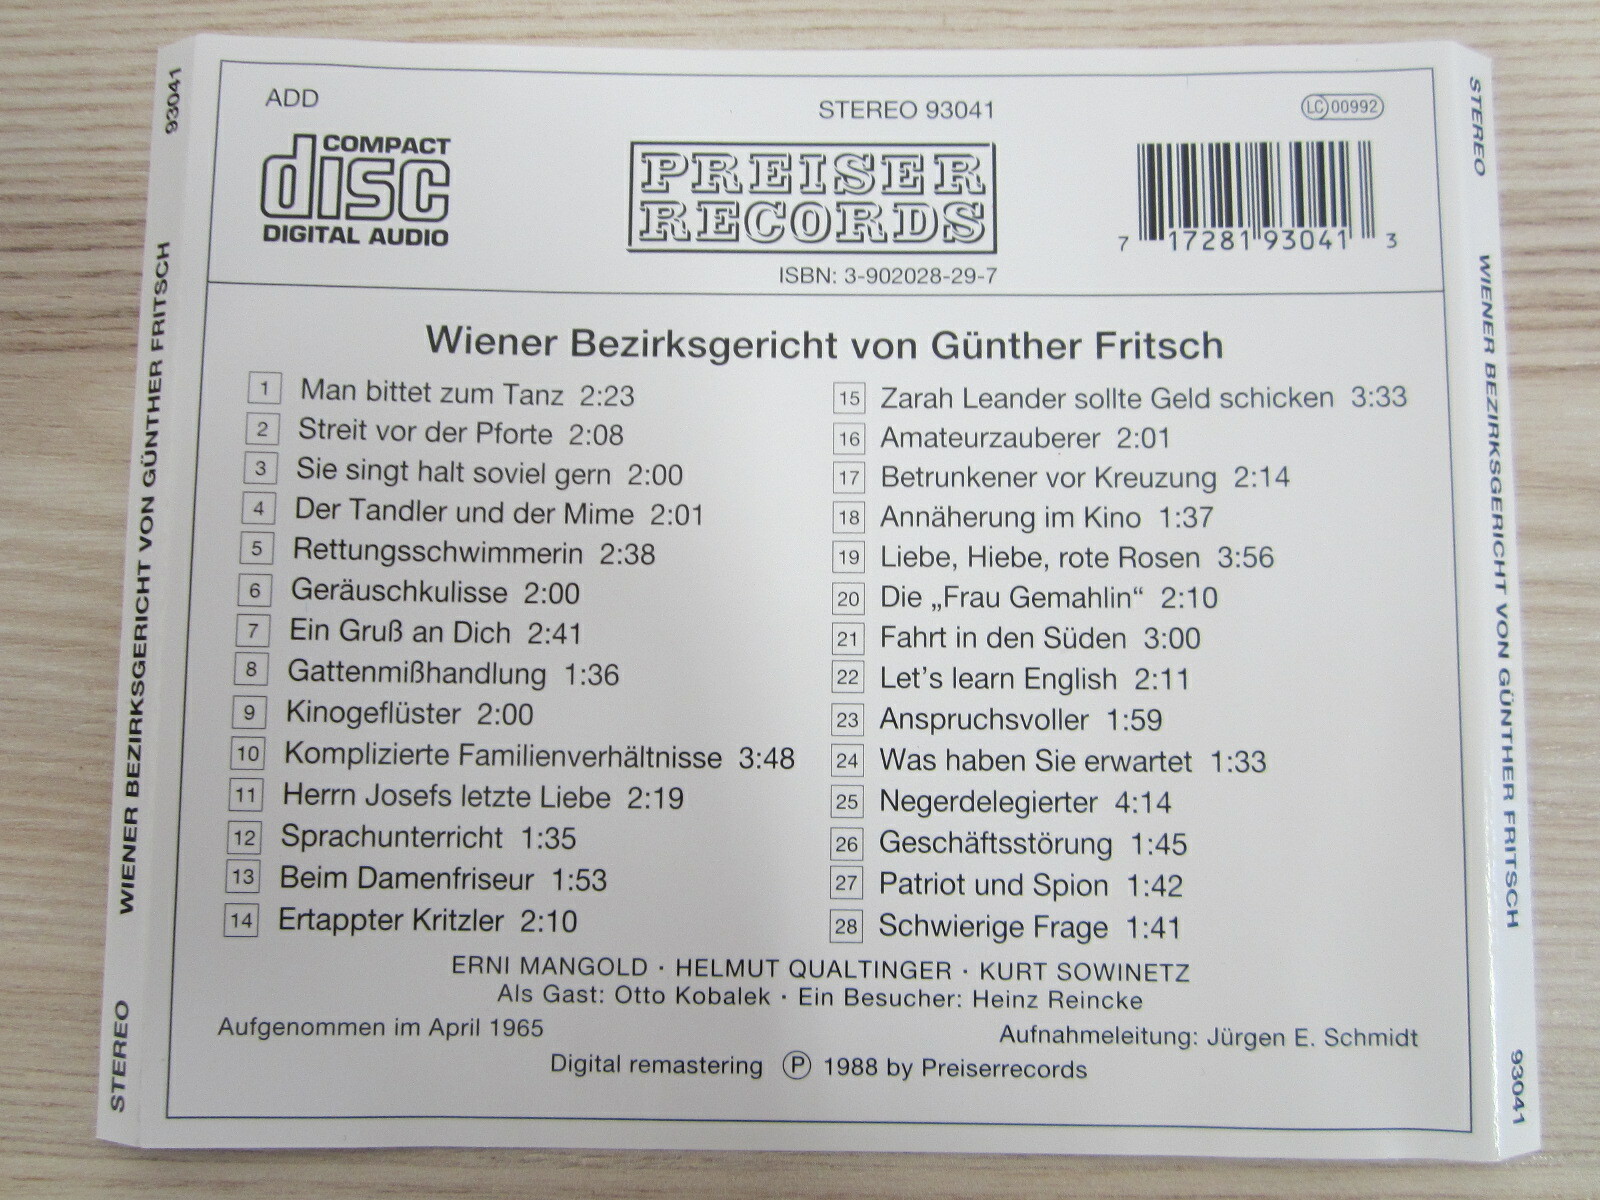 ADD
STEREO 93041
LC 00992
COMPACT
disc
DIGITAL AUDIO
PREISER
RECORDS
7 17281 93041 3
ISBN: 3-902028-29-7
Wiener Bezirksgericht von Günther Fritsch
1 Man bittet zum Tanz 2:23
2 Streit vor der Pforte 2:08
3 Sie singt halt soviel gern 2:00
4 Der Tandler und der Mime 2:01
5 Rettungsschwimmerin 2:38
6 Geräuschkulisse 2:00
7 Ein Gruß an Dich 2:41
8 Gattenmißhandlung 1:36
9 Kinogeflüster 2:00
10 Komplizierte Familienverhältnisse 3:48
11 Herrn Josefs letzte Liebe 2:19
12 Sprachunterricht 1:35
13 Beim Damenfriseur 1:53
14 Ertappter Kritzler 2:10
15 Zarah Leander sollte Geld schicken 3:33
16 Amateurzauberer 2:01
17 Betrunkener vor Kreuzung 2:14
18 Annäherung im Kino 1:37
19 Liebe, Hiebe, rote Rosen 3:56
20 Die „Frau Gemahlin“ 2:10
21 Fahrt in den Süden 3:00
22 Let's learn English 2:11
23 Anspruchsvoller 1:59
24 Was haben Sie erwartet 1:33
25 Negerdelegierter 4:14
26 Geschäftsstörung 1:45
27 Patriot und Spion 1:42
28 Schwierige Frage 1:41
ERNI MANGOLD · HELMUT QUALTINGER · KURT SOWINETZ
Als Gast: Otto Kobalek · Ein Besucher: Heinz Reincke
Aufgenommen im April 1965
Aufnahmeleitung: Jürgen E. Schmidt
Digital remastering Ⓟ 1988 by Preiserrecords
STEREO WIENER BEZIRKSGERICHT VON GÜNTHER FRITSCH 93041
STEREO WIENER BEZIRKSGERICHT VON GÜNTHER FRITSCH 93041